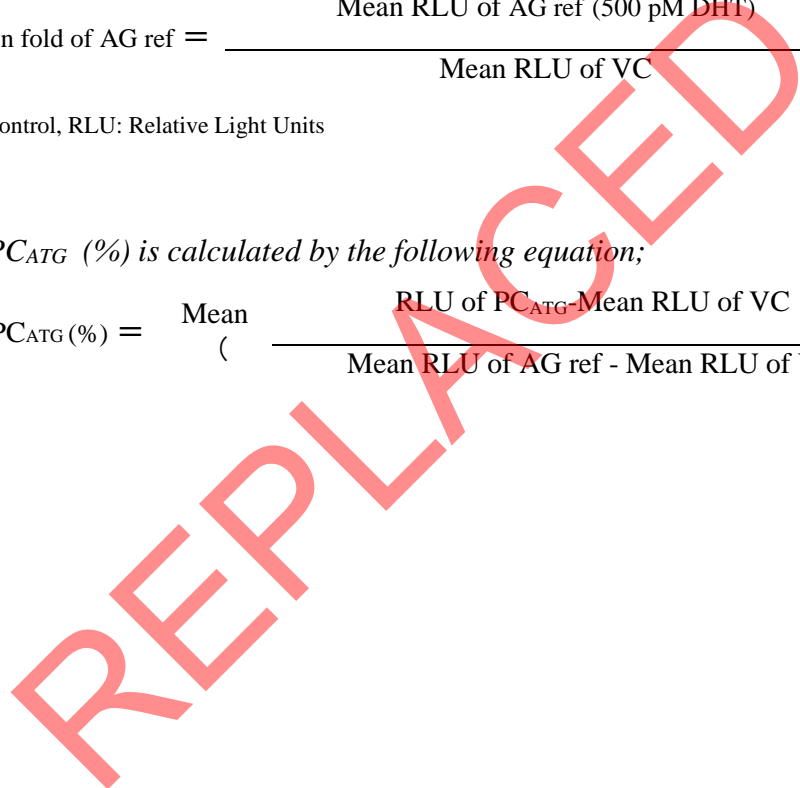 Mean RLU of AG ref (500 pM DHT)
n fold of AG ref =
Mean RLU of VC
ontrol, RLU: Relative Light Units
PCATG (%) is calculated by the following equation;
RLU of PCATG-Mean RLU of VC
Mean
PCATG (%) =
(
Mean RLU of AG ref - Mean RLU of
REPLACED